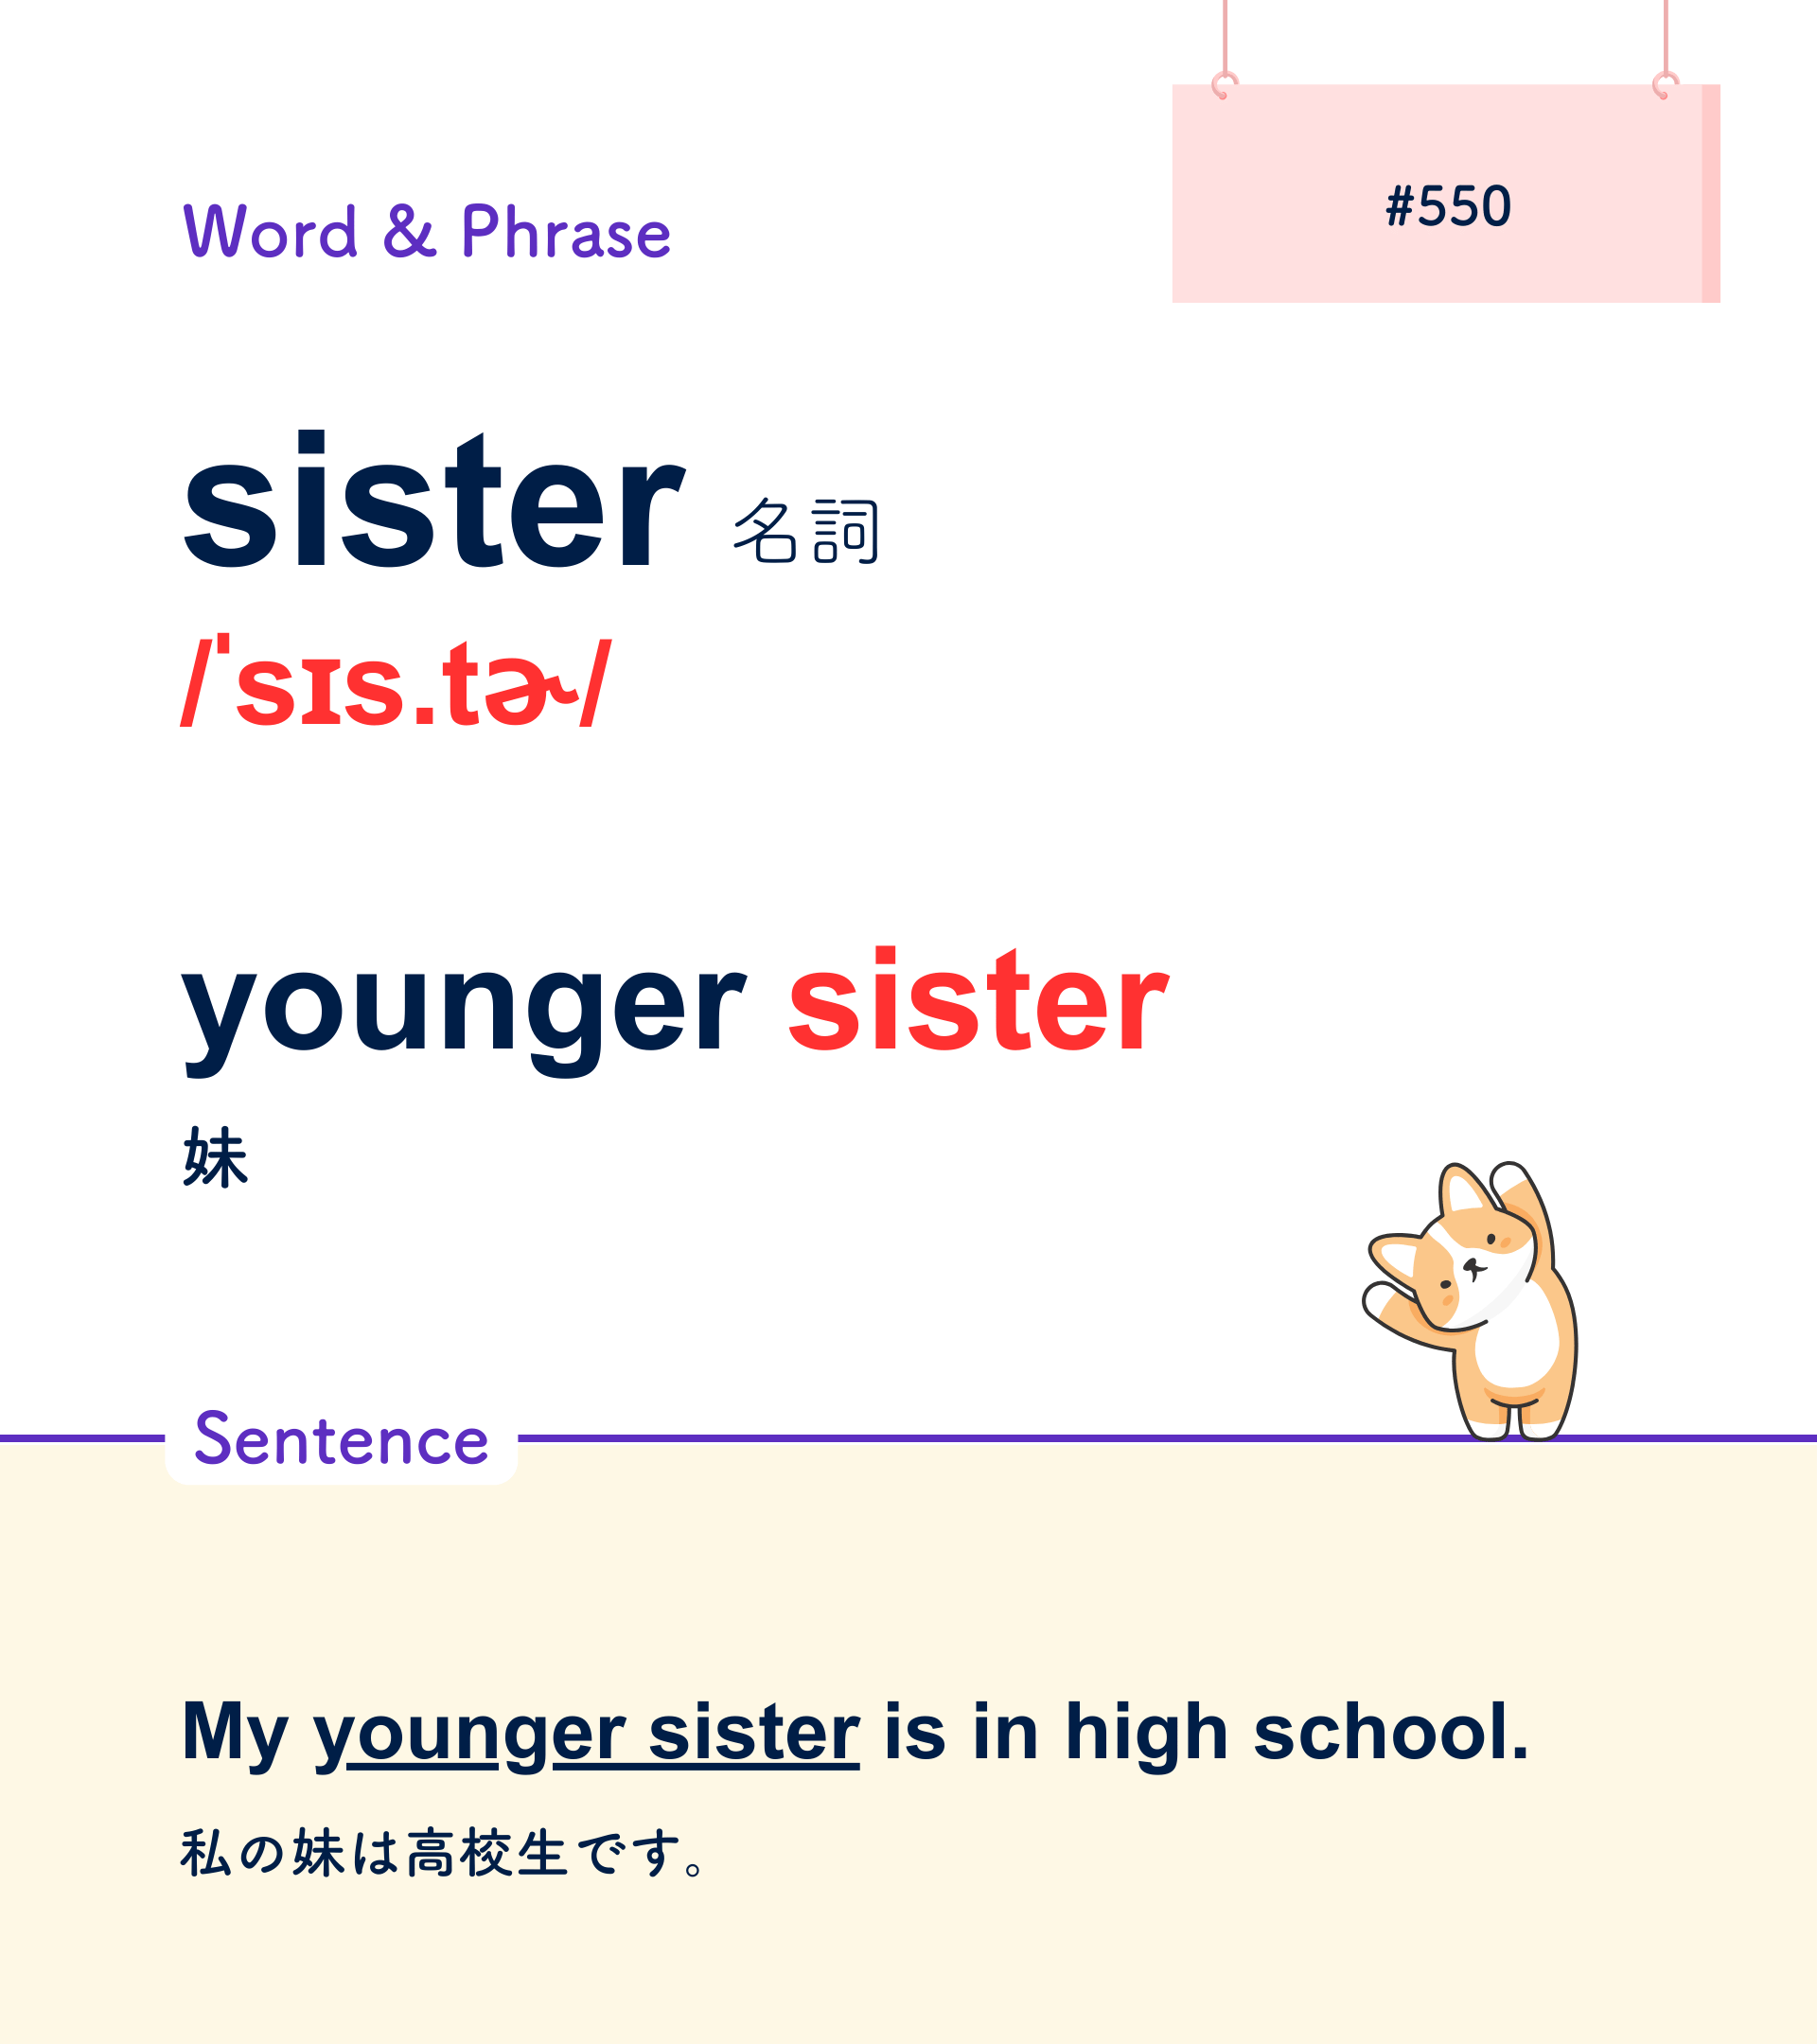 #550
Word & Phrase
sister 名詞
/ˈsɪs.tɚ/
younger sister
妹
Sentence
My younger sister is in high school.
私の妹は高校生です。